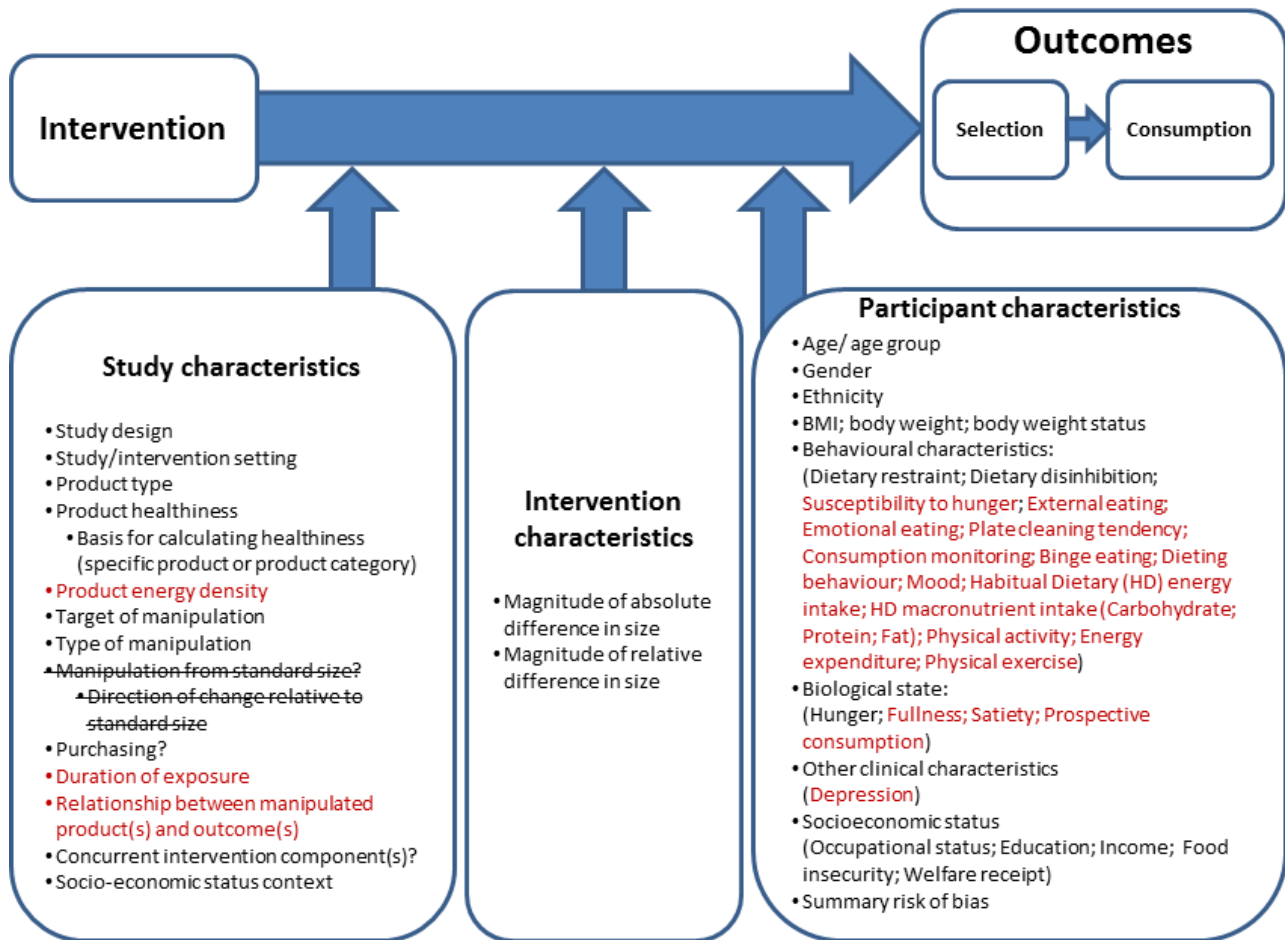 Intervention
Outcomes
Selection
Consumption
Study characteristics
• Study design
• Study/intervention setting
• Product type
• Product healthiness
• Basis for calculating healthiness
(specific product or product category)
• Product energy density
• Target of manipulation
• Type of manipulation
• Manipulation from standard size?
• Direction of change relative to
standard size
• Purchasing?
• Duration of exposure
• Relationship between manipulated
product(s) and outcome(s)
• Concurrent intervention component(s)?
• Socio-economic status context
Intervention
characteristics
• Magnitude of absolute
difference in size
• Magnitude of relative
difference in size
Participant characteristics
• Age/ age group
• Gender
• Ethnicity
• BMI; body weight; body weight status
• Behavioural characteristics:
(Dietary restraint; Dietary disinhibition;
Susceptibility to hunger; External eating;
Emotional eating; Plate cleaning tendency;
Consumption monitoring; Binge eating; Dieting
behaviour; Mood; Habitual Dietary (HD) energy
intake; HD macronutrient intake (Carbohydrate;
Protein; Fat); Physical activity; Energy
expenditure; Physical exercise)
• Biological state:
(Hunger; Fullness; Satiety; Prospective
consumption)
• Other clinical characteristics
(Depression)
• Socioeconomic status
(Occupational status; Education; Income; Food
insecurity; Welfare receipt)
• Summary risk of bias